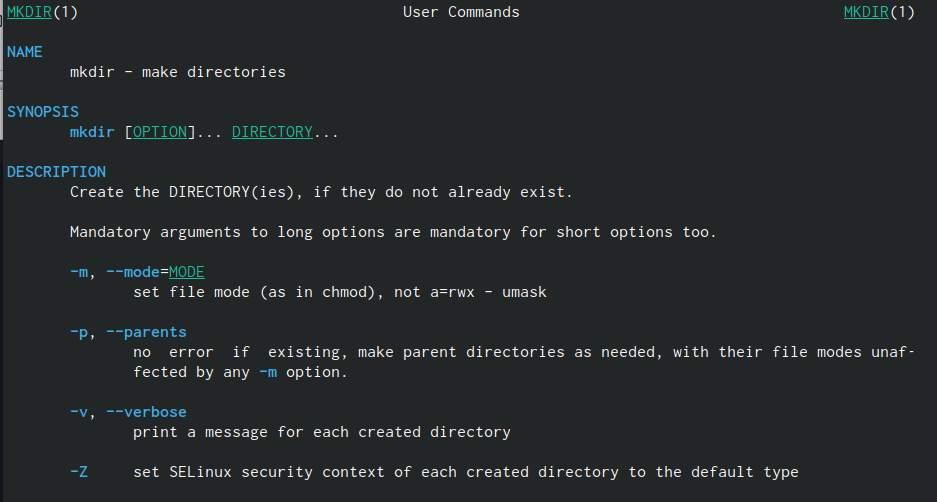 MKDIR(1) User Commands MKDIR(1)
NAME
mkdir - make directories
SYNOPSIS
mkdir [OPTION]... DIRECTORY...
DESCRIPTION
Create the DIRECTORY(ies), if they do not already exist.
Mandatory arguments to long options are mandatory for short options too.
-m, --mode=MODE
set file mode (as in chmod), not a=rwx - umask
-p, --parents
no error if existing, make parent directories as needed, with their file modes unaf-
fected by any -m option.
-v, --verbose
print a message for each created directory
-Z set SELinux security context of each created directory to the default type